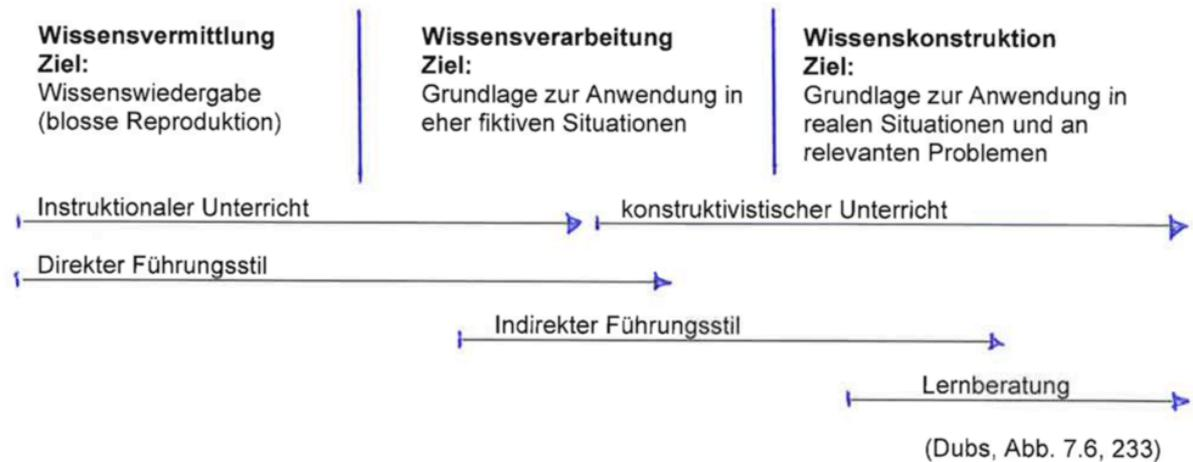 Wissensvermittlung
Ziel:
Wissenswiedergabe
(blosse Reproduktion)
Wissensverarbeitung
Ziel:
Grundlage zur Anwendung in
eher fiktiven Situationen
Wissenskonstruktion
Ziel:
Grundlage zur Anwendung in
realen Situationen und an
relevanten Problemen
Instruktionaler Unterricht
konstruktivistischer Unterricht
Direkter Führungsstil
Indirekter Führungsstil
Lernberatung
(Dubs, Abb. 7.6, 233)